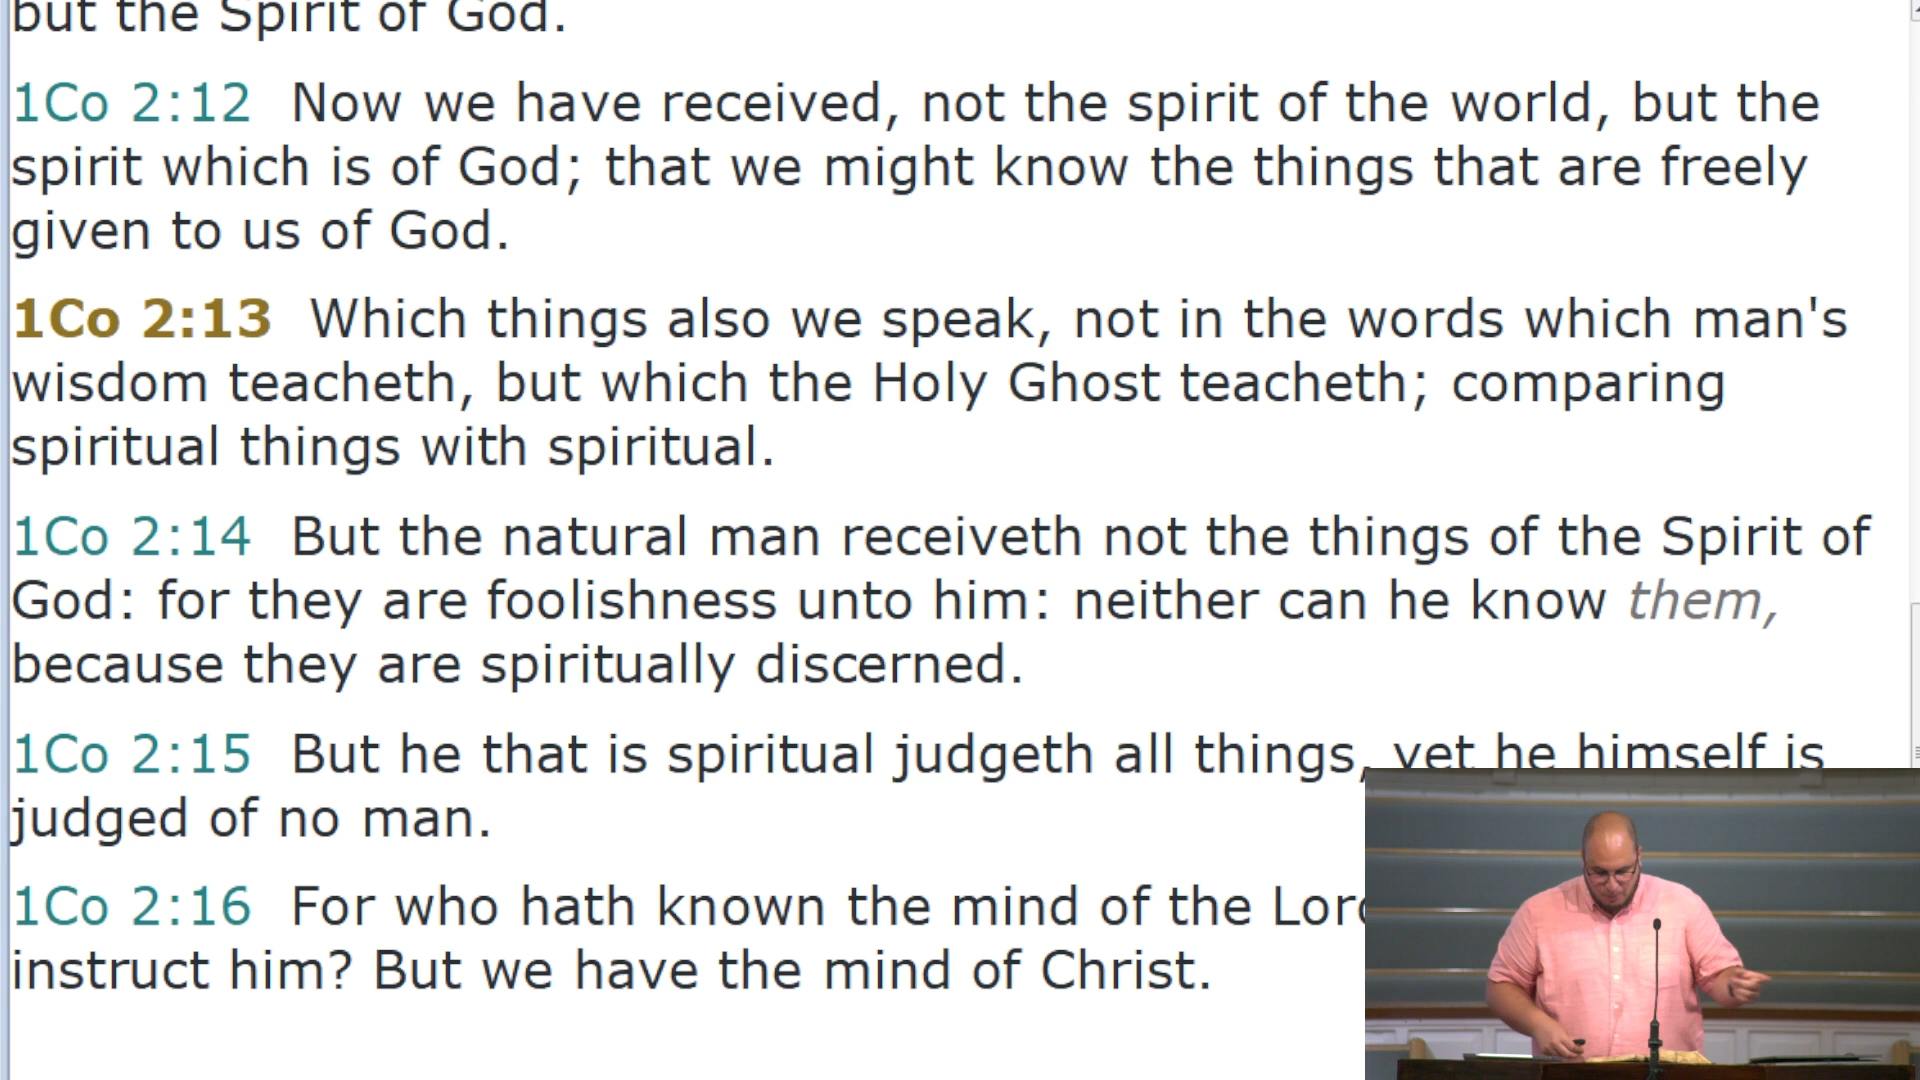 but the Spirit of God.
1Co 2:12 Now we have received, not the spirit of the world, but the
spirit which is of God; that we might know the things that are freely
given to us of God.
1Co 2:13 Which things also we speak, not in the words which man's
wisdom teacheth, but which the Holy Ghost teacheth; comparing
spiritual things with spiritual.
1Co 2:14 But the natural man receiveth not the things of the Spirit of
God: for they are foolishness unto him: neither can he know them,
because they are spiritually discerned.
1Co 2:15 But he that is spiritual judgeth all things, yet he himself is
judged of no man.
1Co 2:16 For who hath known the mind of the
instruct him? But we have the mind of Christ.